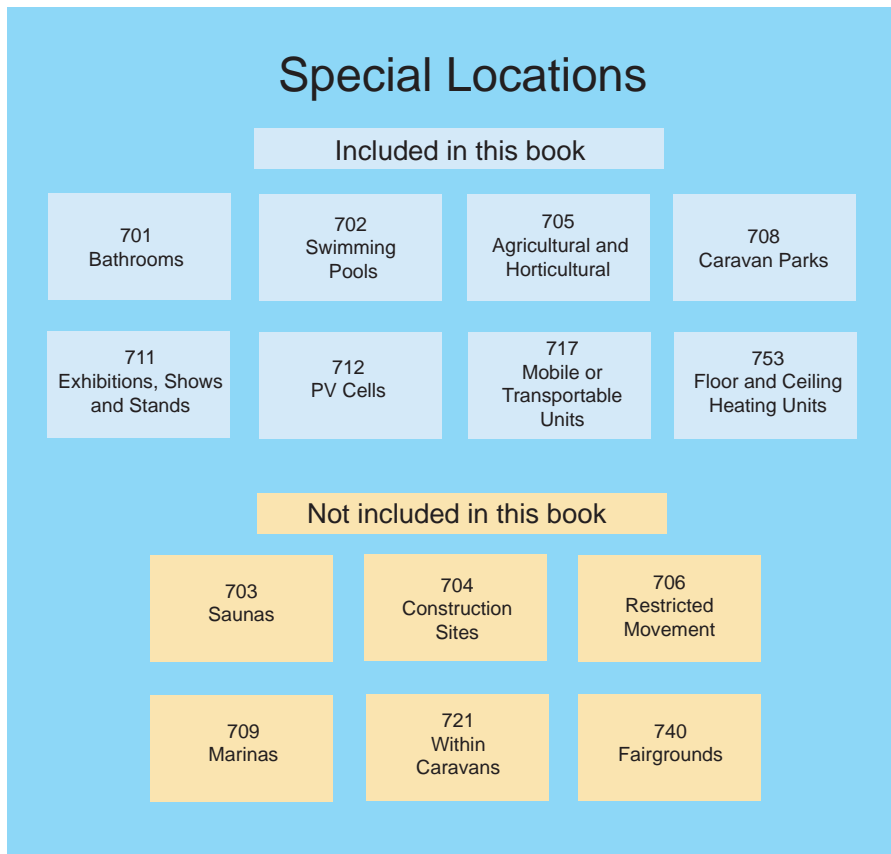 Special Locations
Included in this book
701
Bathrooms
702
Swimming
Pools
705
Agricultural and
Horticultural
708
Caravan Parks
711
Exhibitions, Shows
and Stands
712
PV Cells
717
Mobile or
Transportable
Units
753
Floor and Ceiling
Heating Units
Not included in this book
703
Saunas
704
Construction
Sites
706
Restricted
Movement
709
Marinas
721
Within
Caravans
740
Fairgrounds